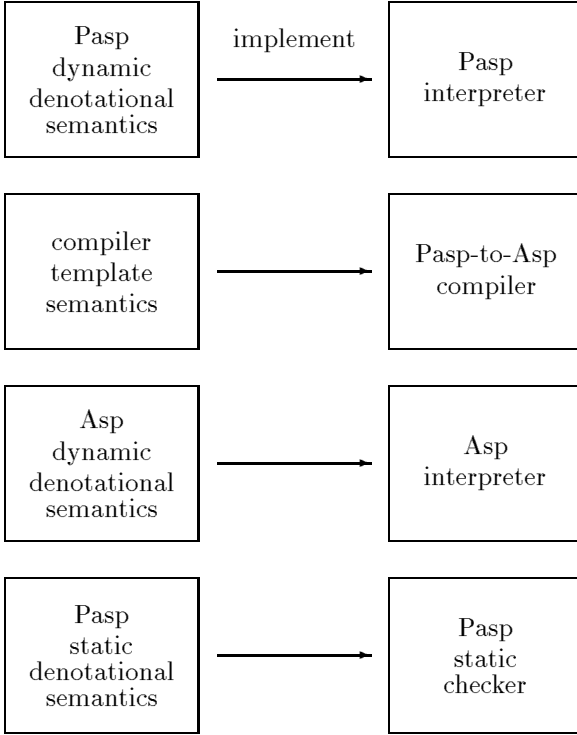 Pasp
dynamic
denotational
semantics
implement
Pasp
interpreter
compiler
template
semantics
Pasp-to-Asp
compiler
Asp
dynamic
denotational
semantics
Asp
interpreter
Pasp
static
denotational
semantics
Pasp
static
checker